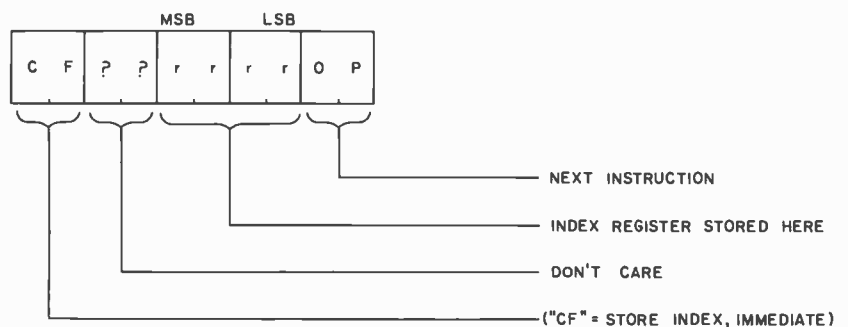 MSB LSB
C F ? ? r r r r O P
NEXT INSTRUCTION
INDEX REGISTER STORED HERE
DON'T CARE
("CF" = STORE INDEX, IMMEDIATE)